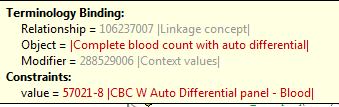 Terminology Binding:
Relationship = 106237007 |Linkage concept|
Object = |Complete blood count with auto differential|
Modifier = 288529006 |Context values|
Constraints:
value = 57021-8 |CBC W Auto Differential panel - Blood|